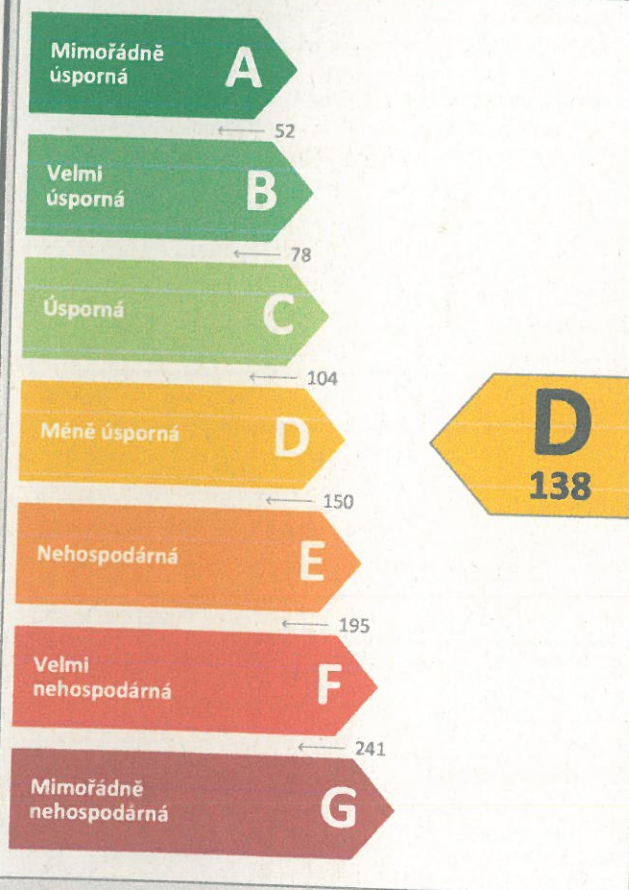 Mimořádně
úsporná
A
52
Velmi
úsporná
B
78
Úsporná
C
104
Méně úsporná
D
150
D
138
Nehospodárná
E
195
Velmi
nehospodárná
F
241
Mimořádně
nehospodárná
G